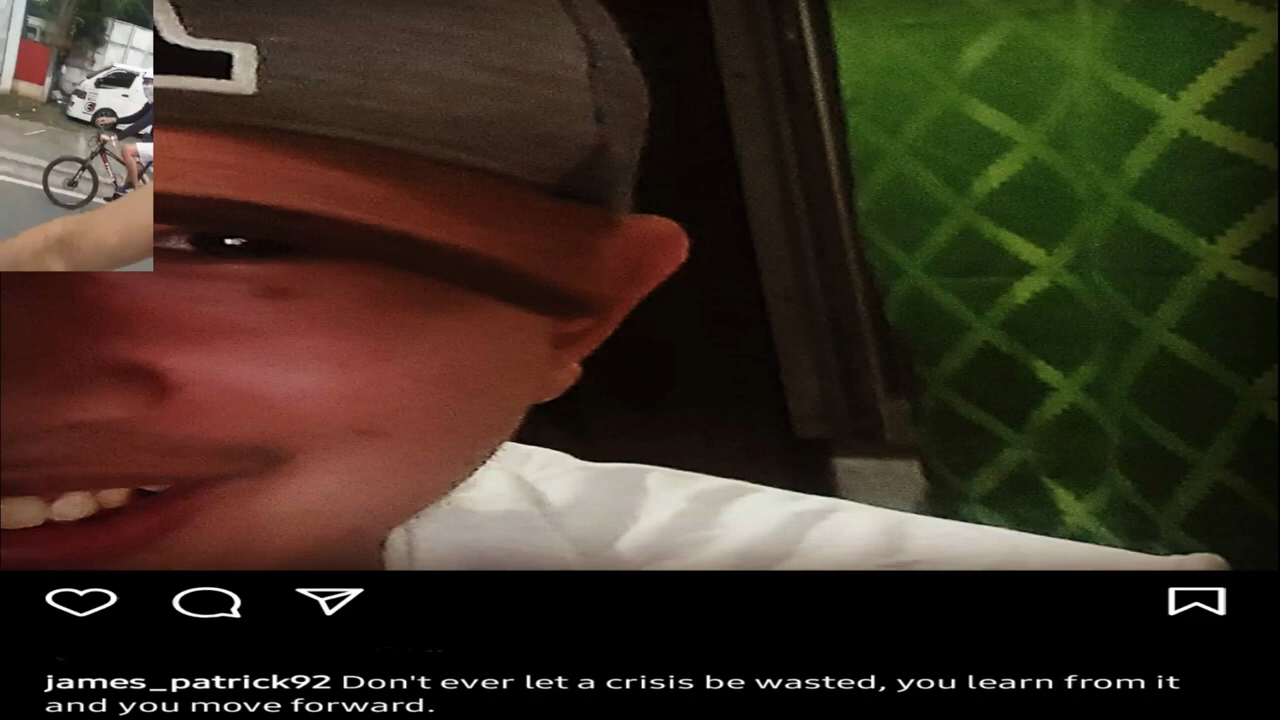 james_patrick92 Don't ever let a crisis be wasted, you learn from it
and you move forward.